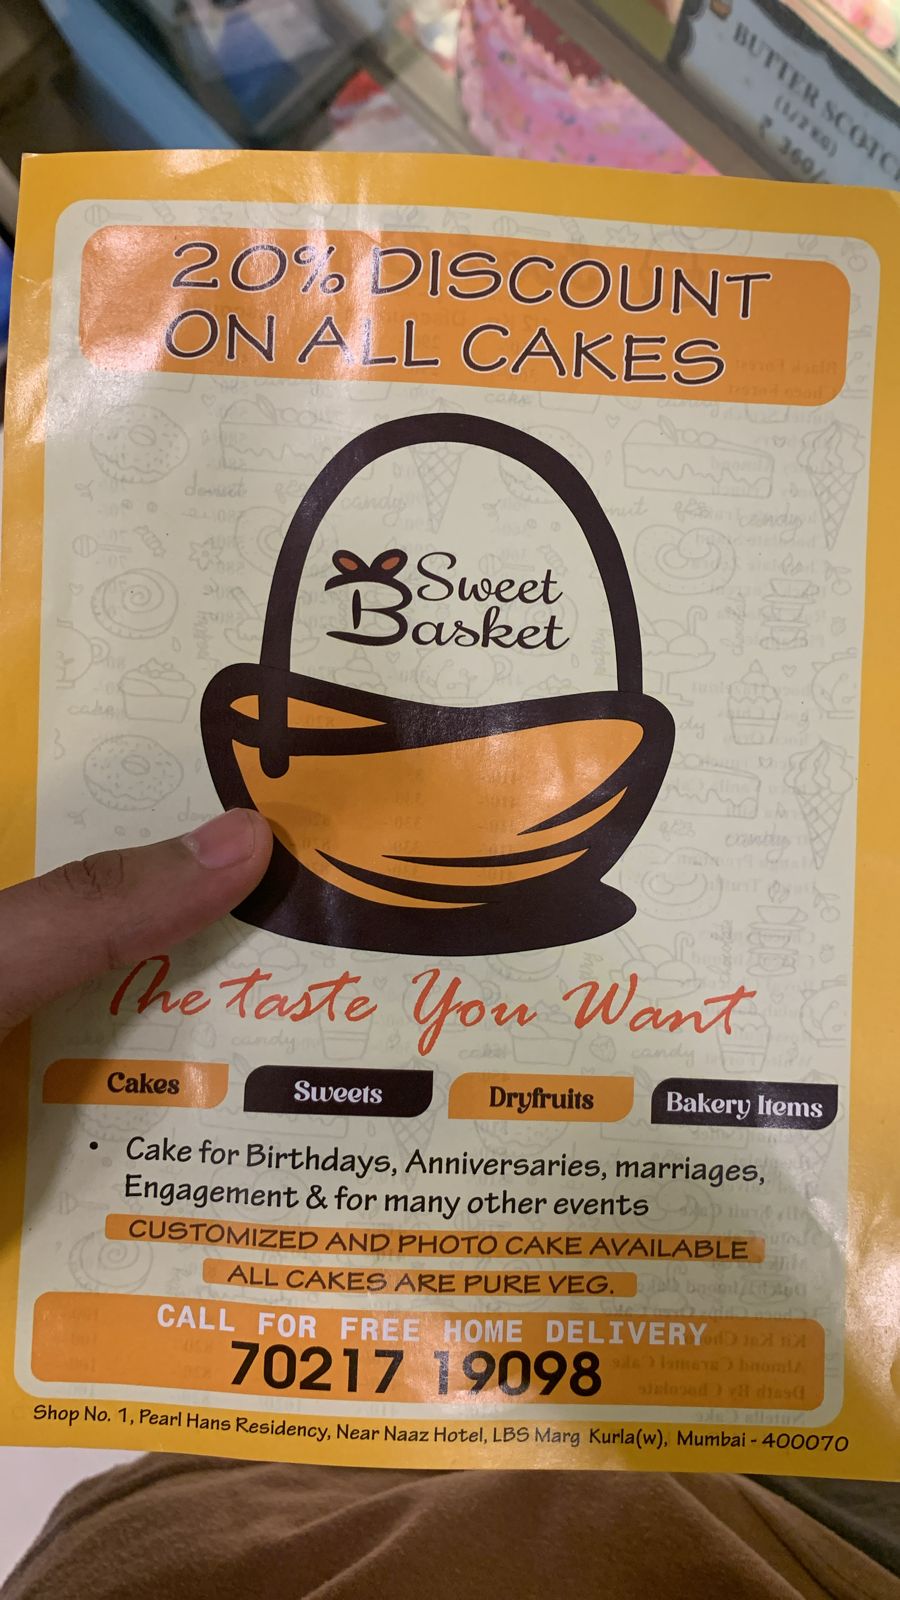 BUTTER SCOTCH
(1/2 KG)
₹ 360/-
20% DISCOUNT
ON ALL CAKES
Sweet
Basket
The taste You Want
Cakes Sweets Dryfruits Bakery Items
• Cake for Birthdays, Anniversaries, marriages,
Engagement & for many other events
CUSTOMIZED AND PHOTO CAKE AVAILABLE
ALL CAKES ARE PURE VEG.
CALL FOR FREE HOME DELIVERY
70217 19098
Shop No. 1, Pearl Hans Residency, Near Naaz Hotel, LBS Marg Kurla(w), Mumbai - 400070